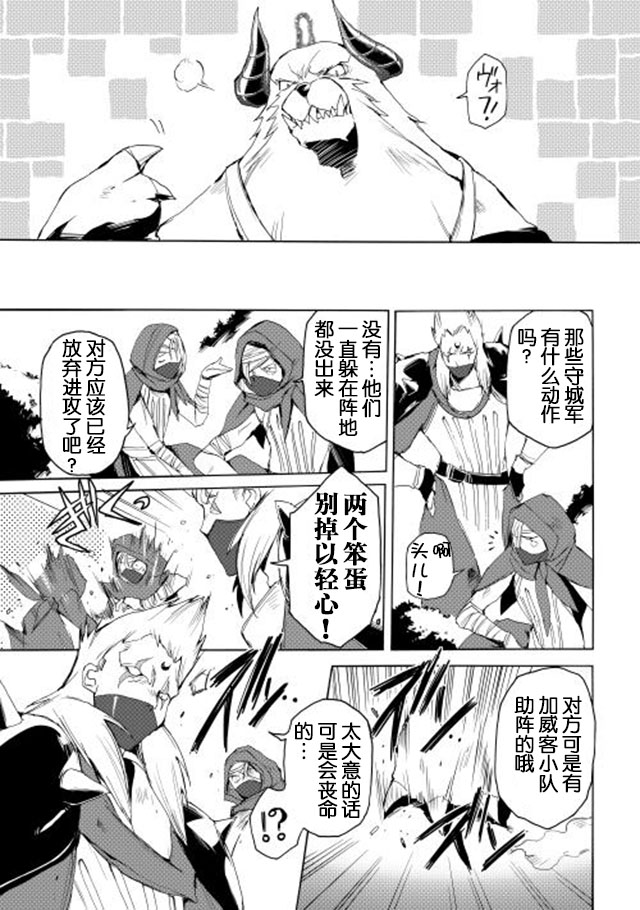 ヴォ?!
那些守城军
有什么动作
吗？
啊
头儿！
没有…他们
一直躲在阵地
都没出来
对方应该已经
放弃进攻了吧？
两个笨蛋
别掉以轻心！
对方可是有
加威客小队
助阵的哦
太大意的话
可是会丧命
的…
!?